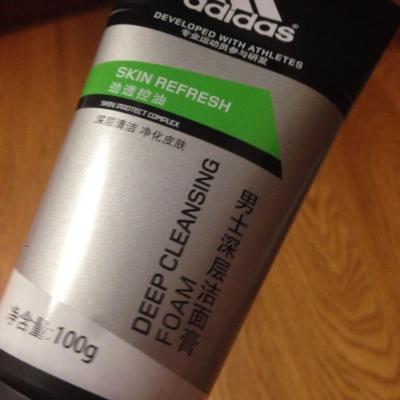 adidas
DEVELOPED WITH ATHLETES
专业运动员参与研发
SKIN REFRESH
劲透控油
SKIN PROTECT COMPLEX
深层清洁 净化皮肤
DEEP CLEANSING
FOAM
男士深层洁面膏
净含量:100g